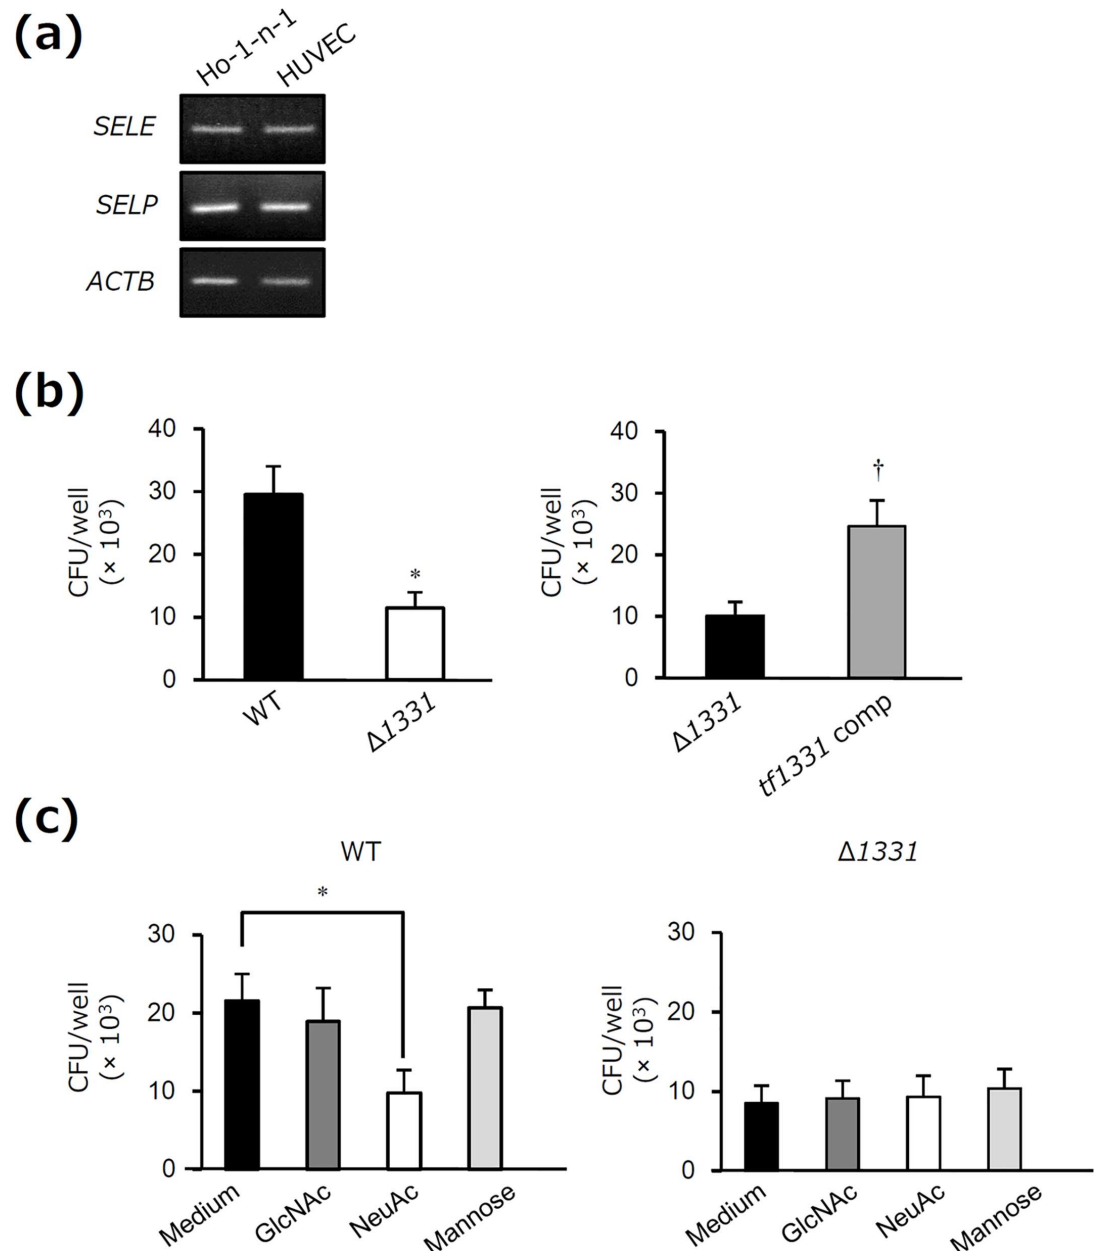 (a)
Ho-1-n-1
HUVEC
SELE
SELP
ACTB
(b)
CFU/well
(× 10³)
40
30
20
10
0
*
WT
Δ1331
CFU/well
(× 10³)
40
30
20
10
0
†
Δ1331
tf1331 comp
(c)
WT
CFU/well
(× 10³)
30
20
10
0
*
Medium
GlcNAc
NeuAc
Mannose
Δ1331
CFU/well
(× 10³)
30
20
10
0
Medium
GlcNAc
NeuAc
Mannose